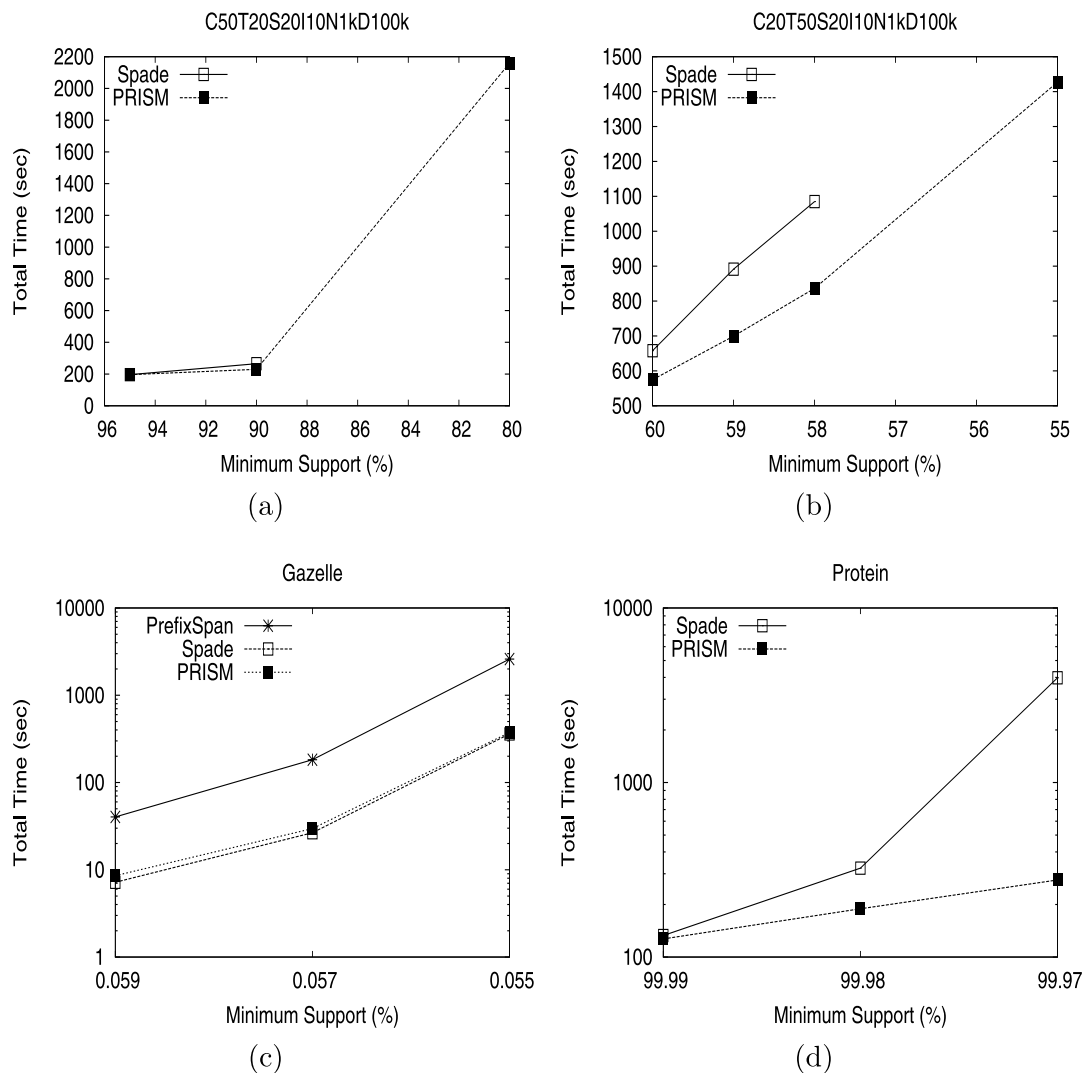 C50T20S20I10N1kD100k
Total Time (sec)
2200
2000
1800
1600
1400
1200
1000
800
600
400
200
0
Spade
PRISM
96 94 92 90 88 86 84 82 80
Minimum Support (%)
(a)
C20T50S20I10N1kD100k
Total Time (sec)
1500
1400
1300
1200
1100
1000
900
800
700
600
500
Spade
PRISM
60 59 58 57 56 55
Minimum Support (%)
(b)
Gazelle
Total Time (sec)
10000
1000
100
10
1
PrefixSpan
Spade
PRISM
0.059 0.057 0.055
Minimum Support (%)
(c)
Protein
Total Time (sec)
10000
1000
100
Spade
PRISM
99.99 99.98 99.97
Minimum Support (%)
(d)